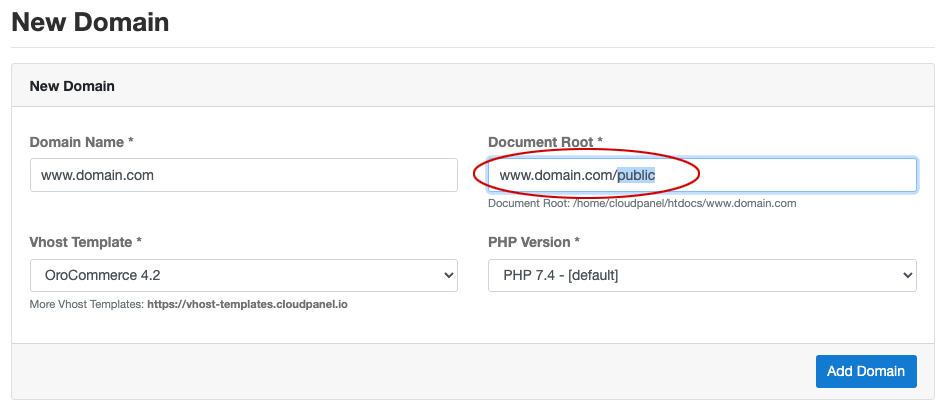 New Domain
New Domain
Domain Name *
Document Root *
www.domain.com
www.domain.com/public
Document Root: /home/cloudpanel/htdocs/www.domain.com
Vhost Template *
PHP Version *
OroCommerce 4.2
PHP 7.4 - [default]
More Vhost Templates: https://vhost-templates.cloudpanel.io
Add Domain